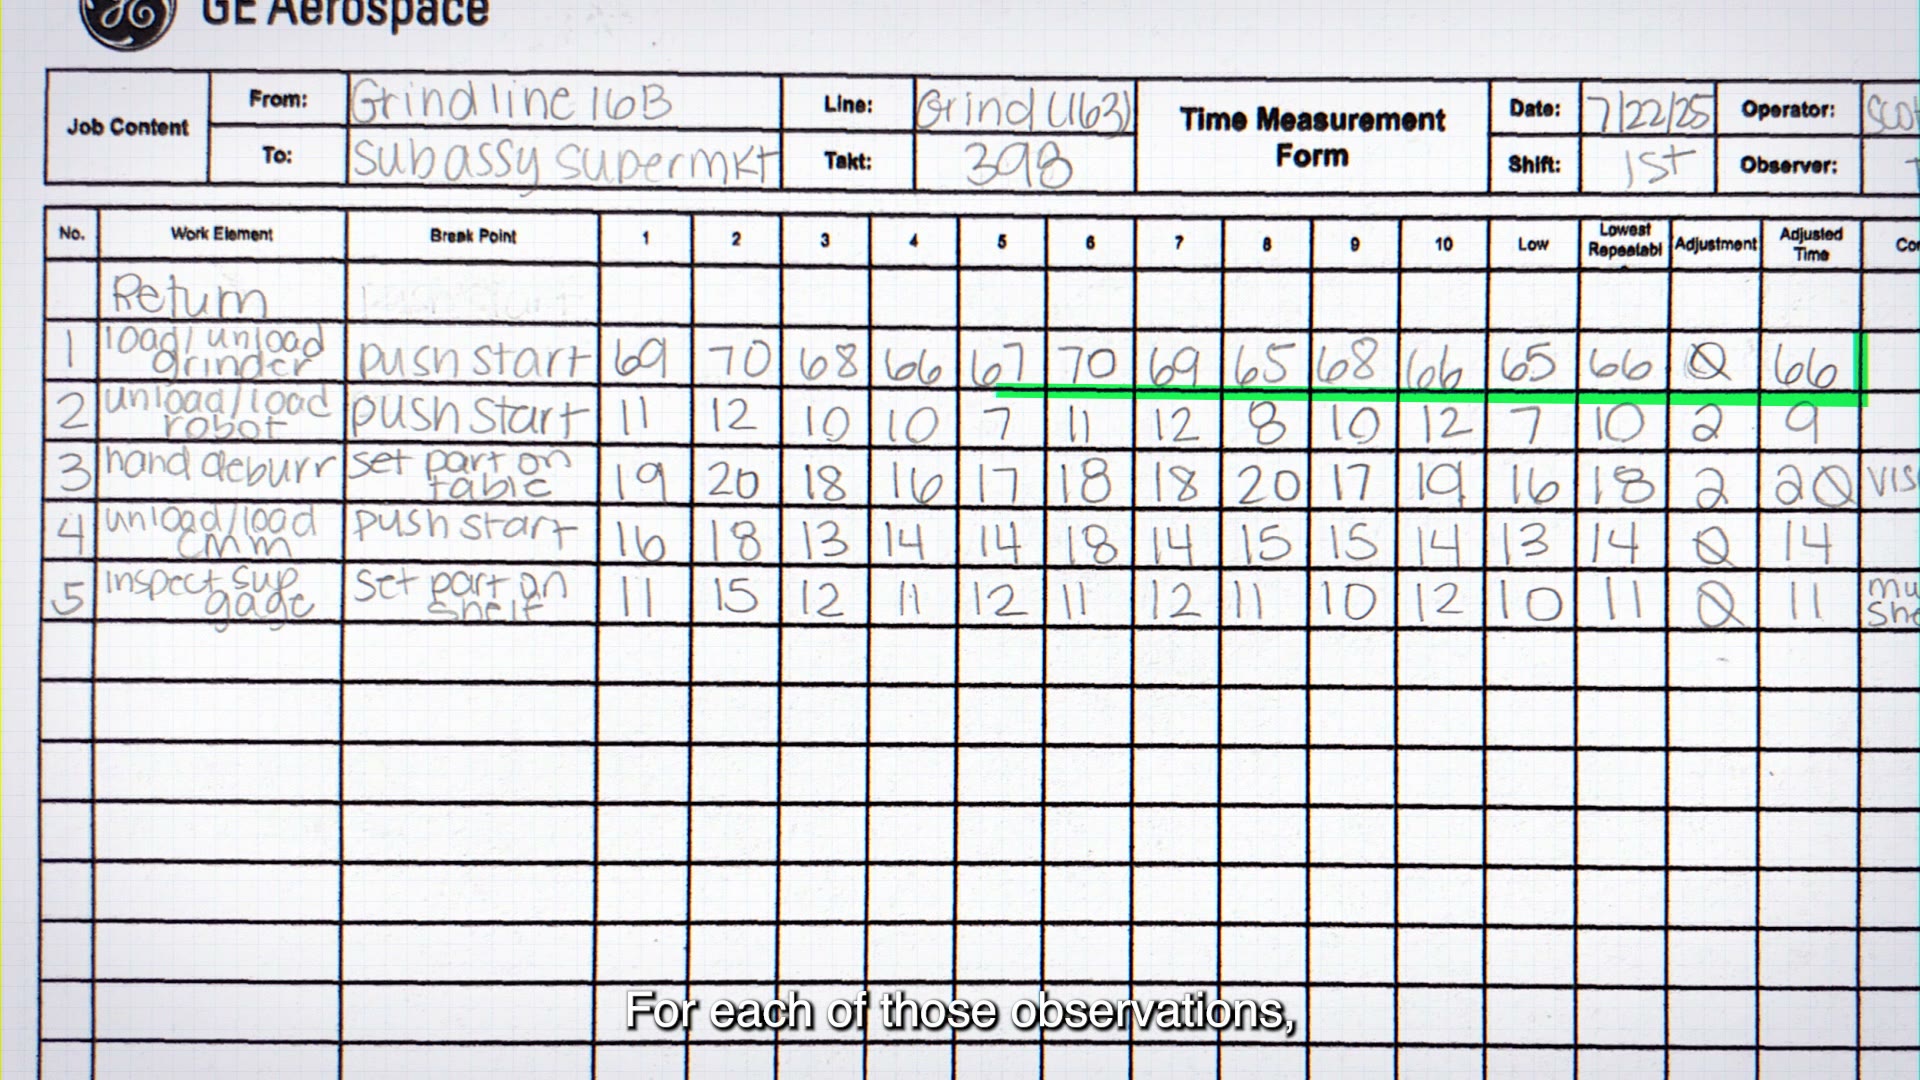 GE Aerospace
Job Content
From: Grind line 16B
To: Subassy supermkt
Line: Grind (163)
Takt: 398
Time Measurement
Form
Date: 7/22/25
Shift: 1st
Operator:
Observer:
No. Work Element Break Point 1 2 3 4 5 6 7 8 9 10 Low Lowest Repeatabl Adjustment Adjusted Time
Return
1 load/unload grinder push start 69 70 68 66 67 70 69 65 68 66 65 66 0 66
2 unload/load robot push start 11 12 10 10 7 11 12 8 10 12 7 10 2 9
3 hand deburr set part on table 19 20 18 16 17 18 18 20 17 19 16 18 2 20
4 unload/load cmm push start 16 18 13 14 14 18 14 15 15 14 13 14 0 14
5 inspect sup gage set part on shelf 11 15 12 11 12 11 12 11 10 12 10 11 0 11
For each of those observations,